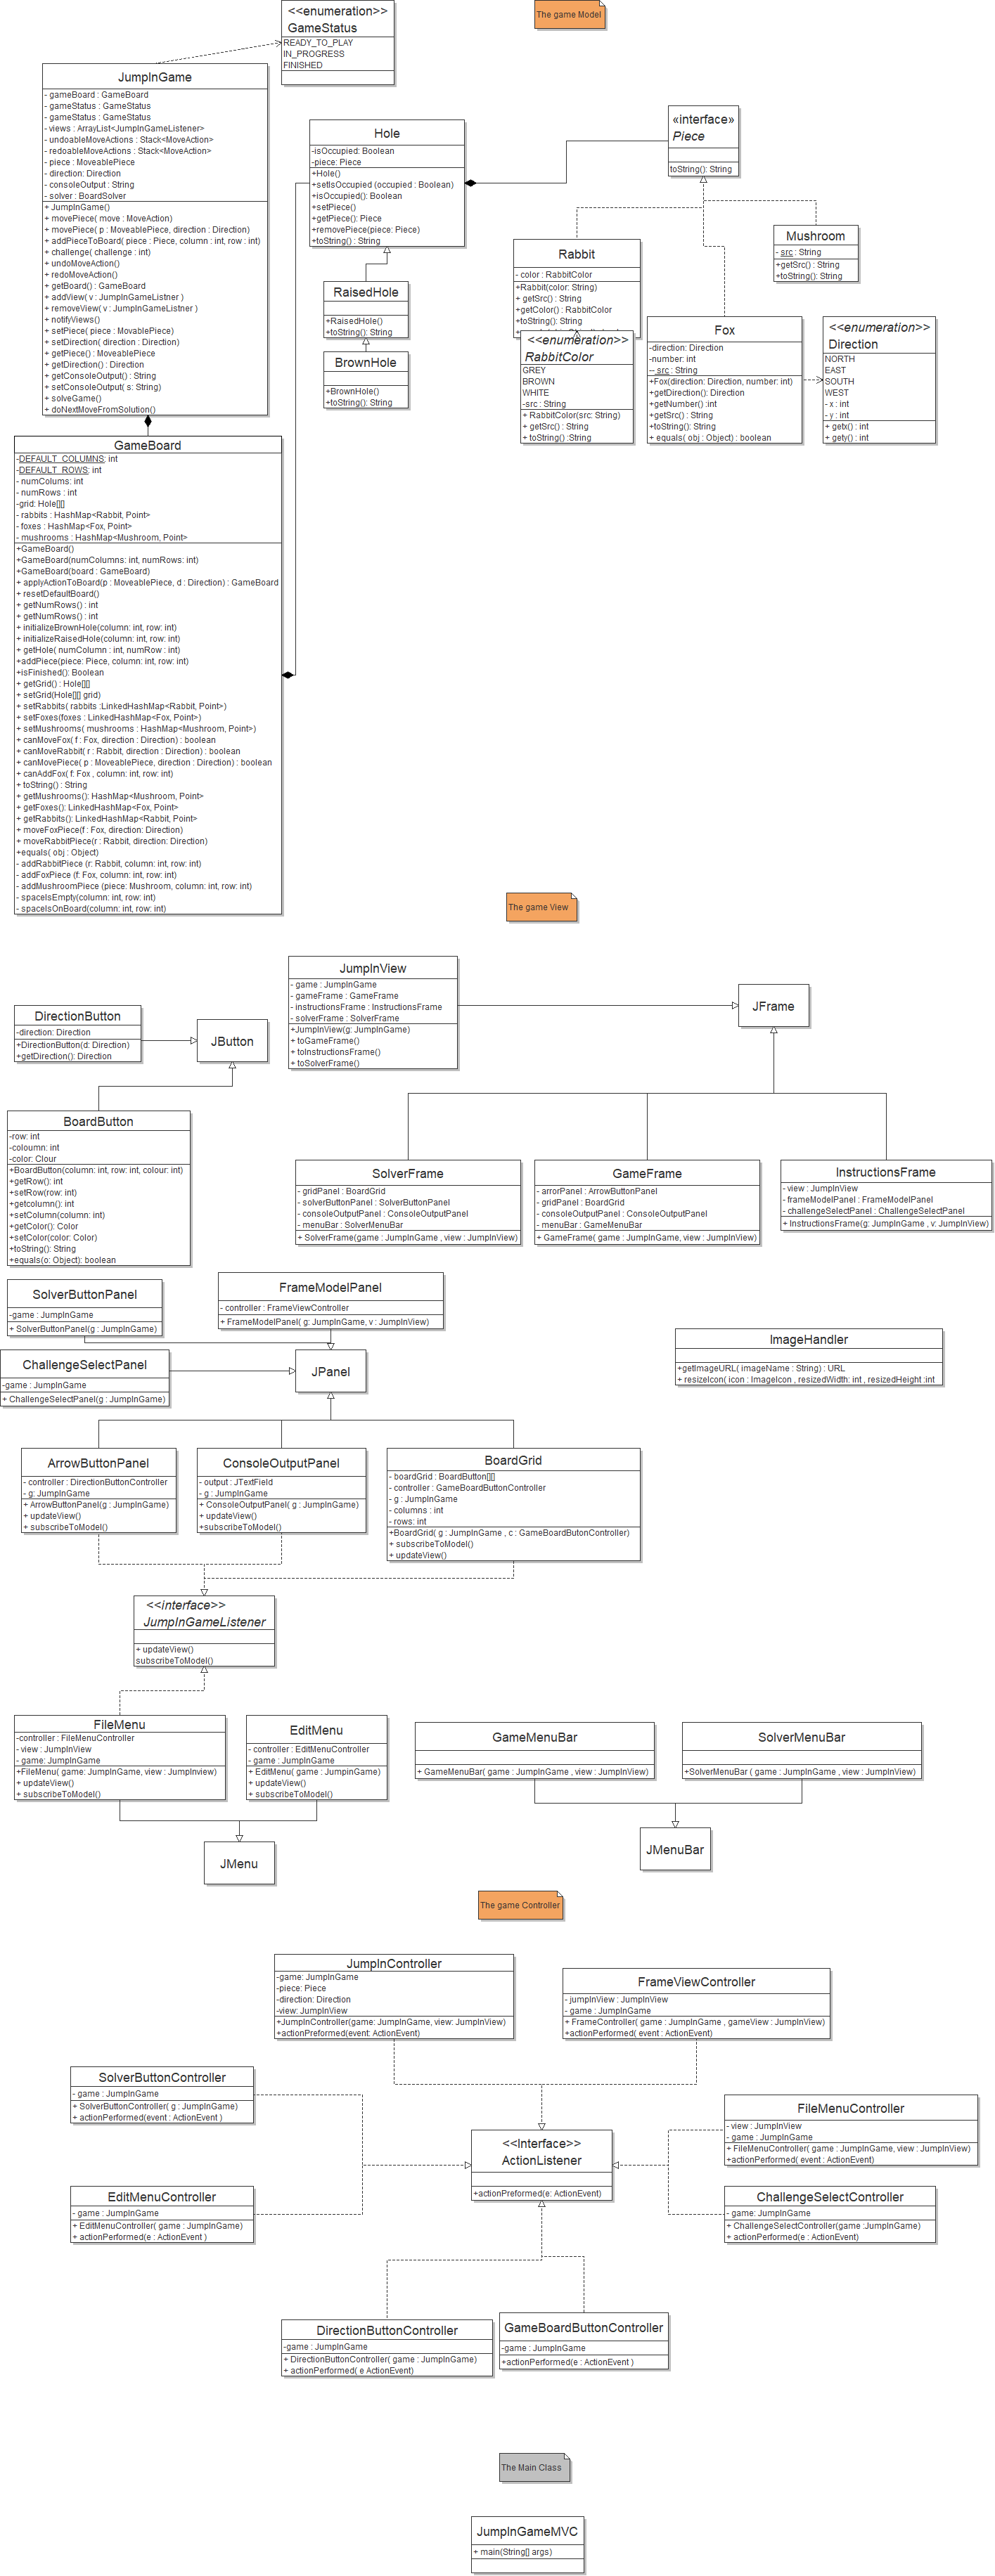 <<enumeration>>
GameStatus
READY_TO_PLAY
IN_PROGRESS
FINISHED
The game Model
JumpInGame
- gameBoard : GameBoard
- gameStatus : GameStatus
- gameStatus : GameStatus
- views : ArrayList<JumpInGameListener>
- undoableMoveActions : Stack<MoveAction>
- redoableMoveActions : Stack<MoveAction>
- piece : MoveablePiece
- direction: Direction
- consoleOutput : String
- solver : BoardSolver
+ JumpInGame()
+ movePiece( move : MoveAction)
+ movePiece( p : MoveablePiece, direction : Direction)
+ addPieceToBoard( piece : Piece, column : int, row : int)
+ challenge( challenge : int)
+ undoMoveAction()
+ redoMoveAction()
+ getBoard() : GameBoard
+ addView( v : JumpInGameListner )
+ removeView( v : JumpInGameListner )
+ notifyViews()
+ setPiece( piece : MovablePiece)
+ setDirection( direction : Direction)
+ getPiece() : MoveablePiece
+ getDirection() : Direction
+ getConsoleOutput() : String
+ setConsoleOutput( s: String)
+ solveGame()
+ doNextMoveFromSolution()
Hole
-isOccupied: Boolean
-piece: Piece
+Hole()
+setIsOccupied (occupied : Boolean)
+isOccupied(): Boolean
+setPiece()
+getPiece(): Piece
+removePiece(piece: Piece)
+toString() : String
«interface»
Piece
toString(): String
Mushroom
- src : String
+getSrc() : String
+toString(): String
Rabbit
- color : RabbitColor
+Rabbit(color: String)
+ getSrc() : String
+getColor() : RabbitColor
+toString(): String
RaisedHole
+RaisedHole()
+toString(): String
BrownHole
+BrownHole()
+toString(): String
<<enumeration>>
RabbitColor
GREY
BROWN
WHITE
-src : String
+ RabbitColor(src: String)
+ getSrc() : String
+ toString() :String
Fox
-direction: Direction
-number: int
-- src : String
+Fox(direction: Direction, number: int)
+getDirection(): Direction
+getNumber() :int
+getSrc() : String
+toString(): String
+ equals( obj : Object) : boolean
<<enumeration>>
Direction
NORTH
EAST
SOUTH
WEST
- x : int
- y : int
+ getx() : int
+ gety() : int
GameBoard
-DEFAULT_COLUMNS: int
-DEFAULT_ROWS: int
- numColums: int
- numRows : int
-grid: Hole[][]
- rabbits : HashMap<Rabbit, Point>
- foxes : HashMap<Fox, Point>
- mushrooms : HashMap<Mushroom, Point>
+GameBoard()
+GameBoard(numColumns: int, numRows: int)
+GameBoard(board : GameBoard)
+ applyActionToBoard(p : MoveablePiece, d : Direction) : GameBoard
+ resetDefaultBoard()
+ getNumRows() : int
+ getNumRows() : int
+ initializeBrownHole(column: int, row: int)
+ initializeRaisedHole(column: int, row: int)
+ getHole( numColumn : int, numRow : int)
+addPiece(piece: Piece, column: int, row: int)
+isFinished(): Boolean
+ getGrid() : Hole[][]
+ setGrid(Hole[][] grid)
+ setRabbits( rabbits :LinkedHashMap<Rabbit, Point>)
+ setFoxes(foxes : LinkedHashMap<Fox, Point>)
+ setMushrooms( mushrooms : HashMap<Mushroom, Point>)
+ canMoveFox( f : Fox, direction : Direction) : boolean
+ canMoveRabbit( r : Rabbit, direction : Direction) : boolean
+ canMovePiece( p : MoveablePiece, direction : Direction) : boolean
+ canAddFox( f: Fox , column: int, row: int)
+ toString() : String
+ getMushrooms(): HashMap<Mushroom, Point>
+ getFoxes(): LinkedHashMap<Fox, Point>
+ getRabbits(): LinkedHashMap<Rabbit, Point>
+ moveFoxPiece(f : Fox, direction: Direction)
+ moveRabbitPiece(r : Rabbit, direction: Direction)
+equals( obj : Object)
- addRabbitPiece (r: Rabbit, column: int, row: int)
- addFoxPiece (f: Fox, column: int, row: int)
- addMushroomPiece (piece: Mushroom, column: int, row: int)
- spaceIsEmpty(column: int, row: int)
- spaceIsOnBoard(column: int, row: int)
The game View
JumpInView
- game : JumpInGame
- gameFrame : GameFrame
- instructionsFrame : InstructionsFrame
- solverFrame : SolverFrame
+JumpInView(g: JumpInGame)
+ toGameFrame()
+ toInstructionsFrame()
+ toSolverFrame()
JFrame
DirectionButton
-direction: Direction
+DirectionButton(d: Direction)
+getDirection(): Direction
JButton
BoardButton
-row: int
-coloumn: int
-color: Clour
+BoardButton(column: int, row: int, colour: int)
+getRow(): int
+setRow(row: int)
+getcolumn(): int
+setColumn(column: int)
+getColor(): Color
+setColor(color: Color)
+toString(): String
+equals(o: Object): boolean
SolverFrame
- gridPanel : BoardGrid
- solverButtonPanel : SolverButtonPanel
- consoleOutputPanel : ConsoleOutputPanel
- menuBar : SolverMenuBar
+ SolverFrame(game : JumpInGame , view : JumpInView)
GameFrame
- arrorPanel : ArrowButtonPanel
- gridPanel : BoardGrid
- consoleOutputPanel : ConsoleOutputPanel
- menuBar : GameMenuBar
+ GameFrame( game : JumpInGame, view : JumpInView)
InstructionsFrame
- view : JumpInView
- frameModelPanel : FrameModelPanel
- challengeSelectPanel : ChallengeSelectPanel
+ InstructionsFrame(g: JumpInGame , v: JumpInView)
SolverButtonPanel
-game : JumpInGame
+ SolverButtonPanel(g : JumpInGame)
FrameModelPanel
- controller : FrameViewController
+ FrameModelPanel( g: JumpInGame, v : JumpInView)
ImageHandler
+getImageURL( imageName : String) : URL
+ resizeIcon( icon : ImageIcon , resizedWidth: int , resizedHeight :int
ChallengeSelectPanel
-game : JumpInGame
+ ChallengeSelectPanel(g : JumpInGame)
JPanel
ArrowButtonPanel
- controller : DirectionButtonController
- g: JumpInGame
+ ArrowButtonPanel(g : JumpInGame)
+ updateView()
+ subscribeToModel()
ConsoleOutputPanel
- output : JTextField
- g : JumpInGame
+ ConsoleOutputPanel( g : JumpInGame)
+ updateView()
+subscribeToModel()
BoardGrid
- boardGrid : BoardButton[][]
- controller : GameBoardButtonController
- g : JumpInGame
- columns : int
- rows: int
+BoardGrid( g : JumpInGame , c : GameBoardButonController)
+ subscribeToModel()
+ updateView()
<<interface>>
JumpInGameListener
+ updateView()
subscribeToModel()
FileMenu
-controller : FileMenuController
- view : JumpInView
- game: JumpInGame
+FileMenu( game: JumpInGame, view : JumpInview)
+ updateView()
+ subscribeToModel()
EditMenu
- controller : EditMenuController
- game : JumpInGame
+ EditMenu( game : JumpinGame)
+ updateView()
+ subscribeToModel()
GameMenuBar
+ GameMenuBar( game : JumpInGame , view : JumpInView)
SolverMenuBar
+SolverMenuBar ( game : JumpInGame , view : JumpInView)
JMenu
JMenuBar
The game Controller
JumpInController
-game: JumpInGame
-piece: Piece
-direction: Direction
-view: JumpInView
+JumpInController(game: JumpInGame, view: JumpInView)
+actionPreformed(event: ActionEvent)
FrameViewController
- jumpInView : JumpInView
- game : JumpInGame
+ FrameController( game : JumpInGame , gameView : JumpInView)
+actionPerformed( event : ActionEvent)
SolverButtonController
- game : JumpInGame
+ SolverButtonController( g : JumpInGame)
+ actionPerformed(event : ActionEvent )
FileMenuController
- view : JumpInView
- game : JumpInGame
+ FileMenuController( game : JumpInGame, view : JumpInView)
+actionPerformed( event : ActionEvent)
<<Interface>>
ActionListener
+actionPreformed(e: ActionEvent)
EditMenuController
- game : JumpInGame
+ EditMenuController( game : JumpInGame)
+ actionPerformed(e : ActionEvent )
ChallengeSelectController
- game: JumpInGame
+ ChallengeSelectController(game :JumpInGame)
+ actionPerformed(e : ActionEvent)
DirectionButtonController
-game : JumpInGame
+ DirectionButtonController( game : JumpInGame)
+ actionPerformed( e ActionEvent)
GameBoardButtonController
-game : JumpInGame
+actionPerformed(e : ActionEvent )
The Main Class
JumpInGameMVC
+ main(String[] args)